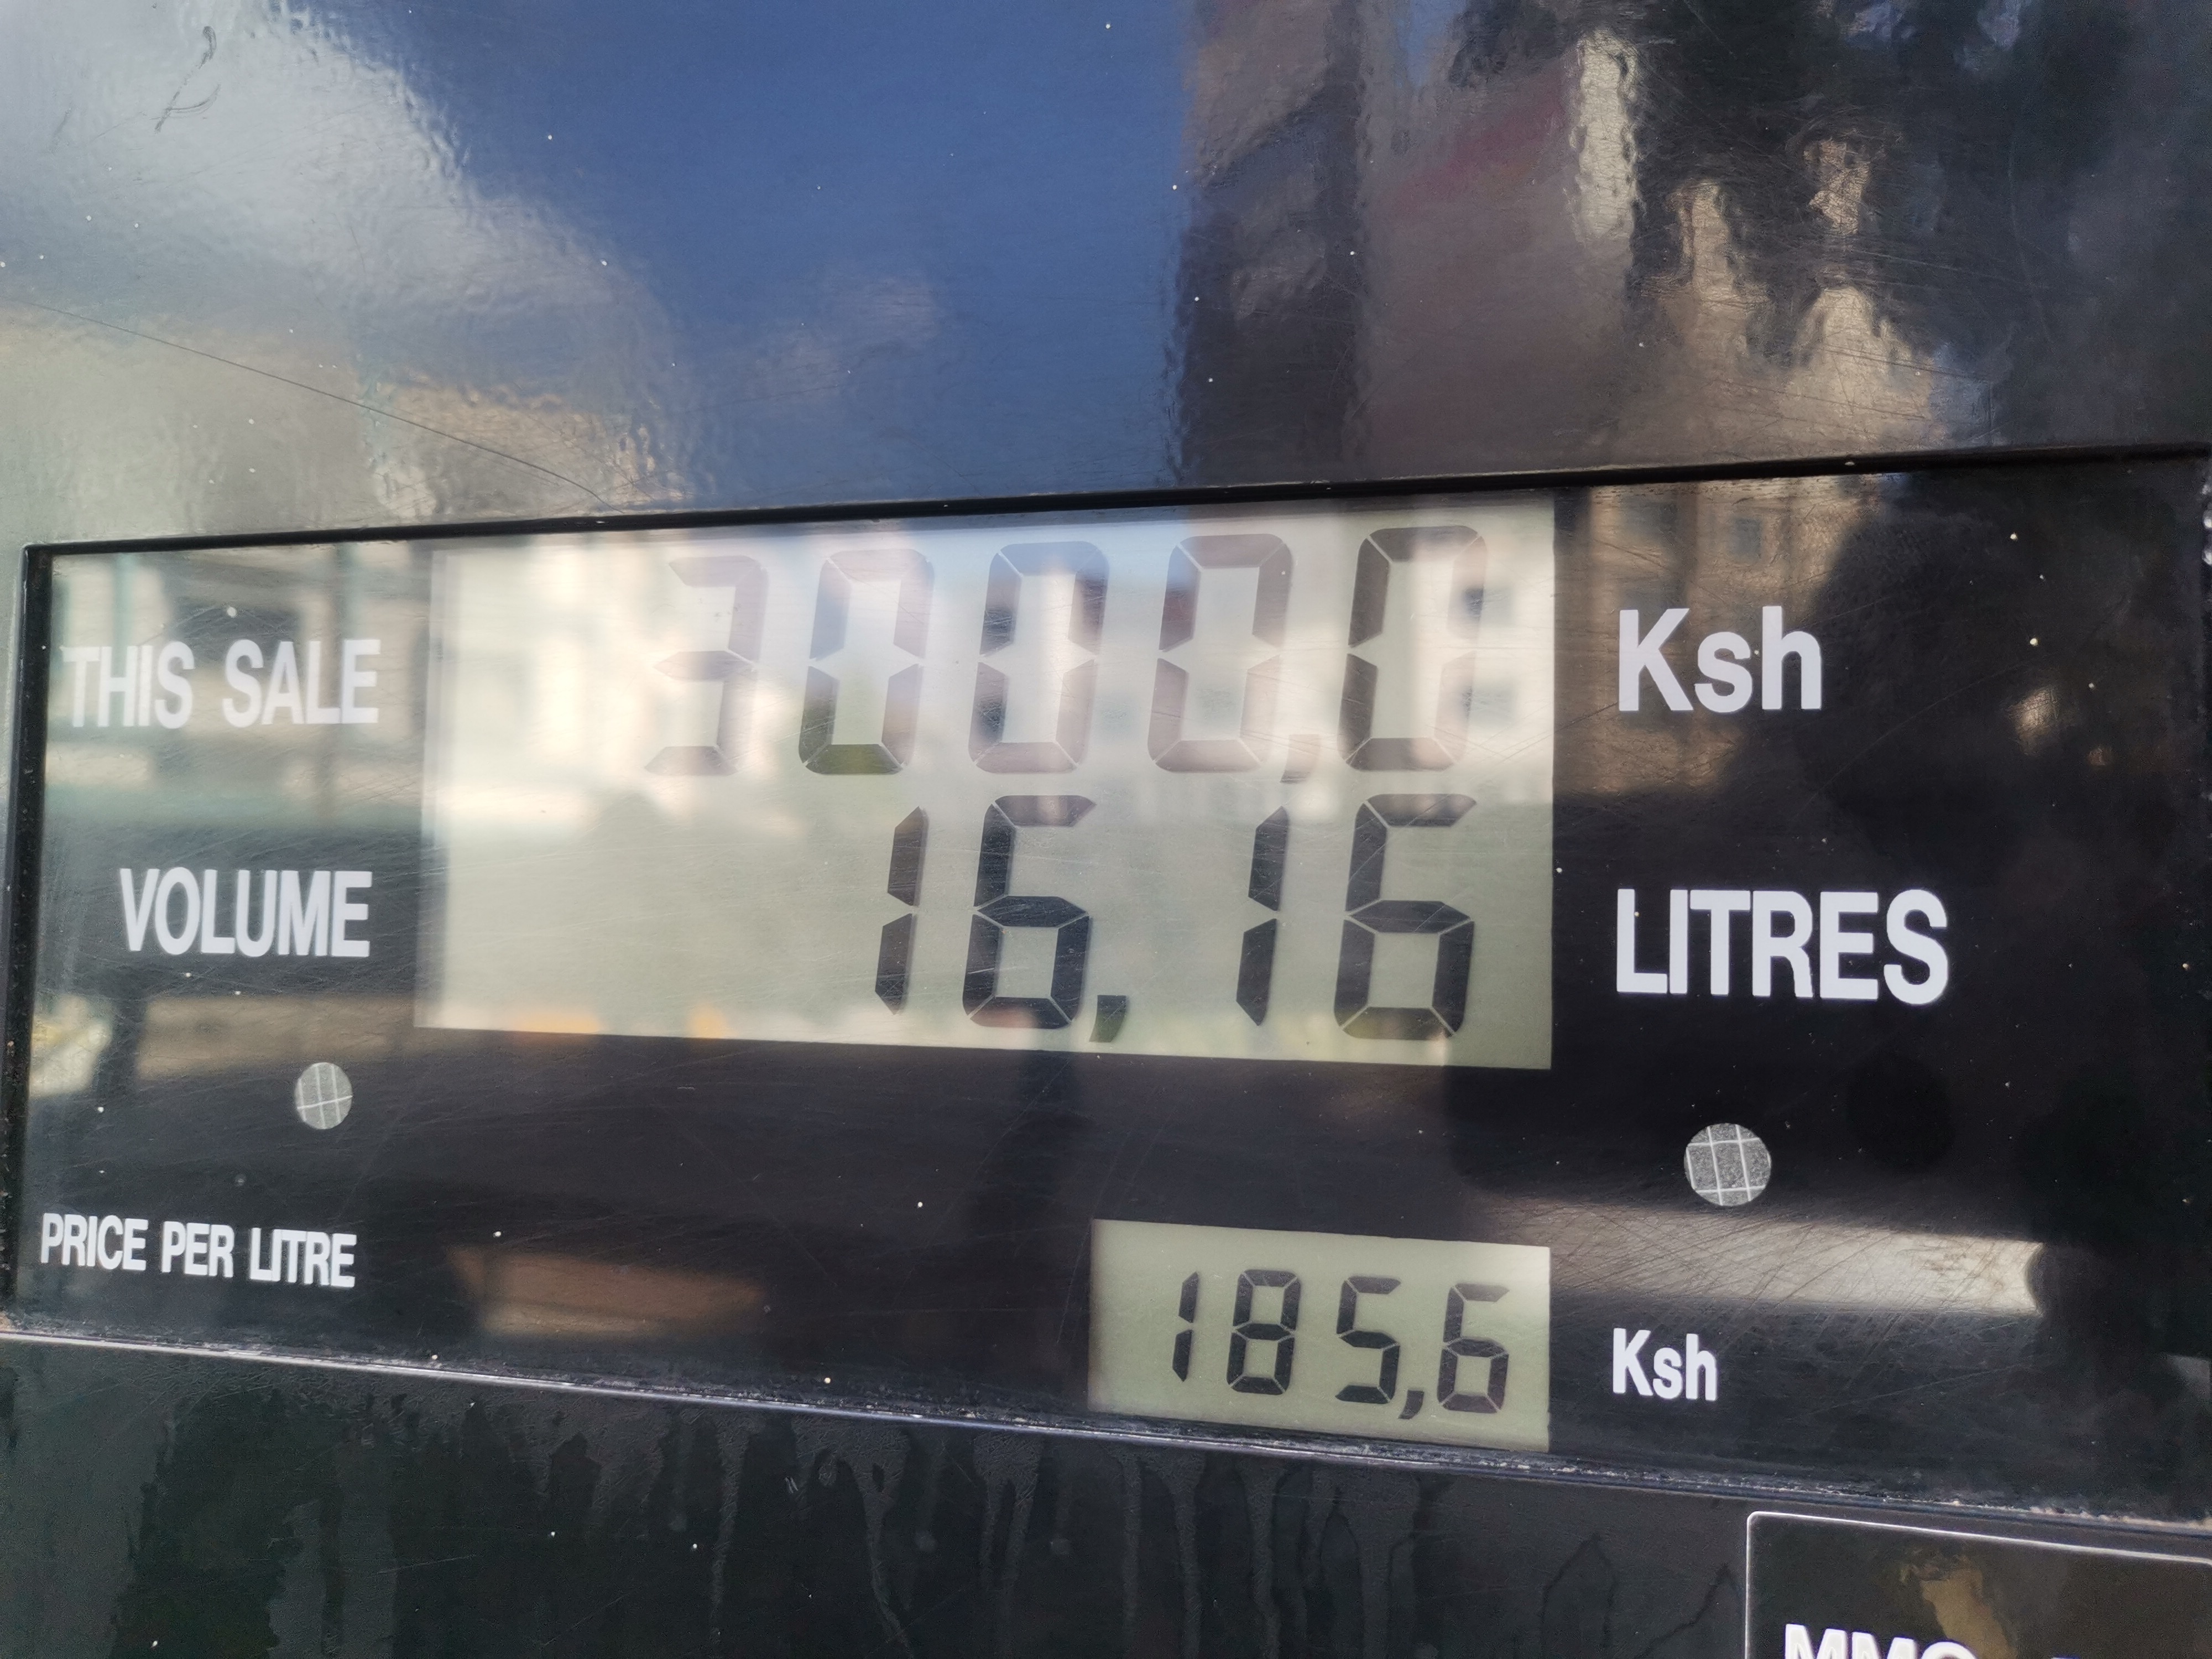 THIS SALE 3000,0 Ksh
VOLUME 16,16 LITRES
PRICE PER LITRE 185,6 Ksh